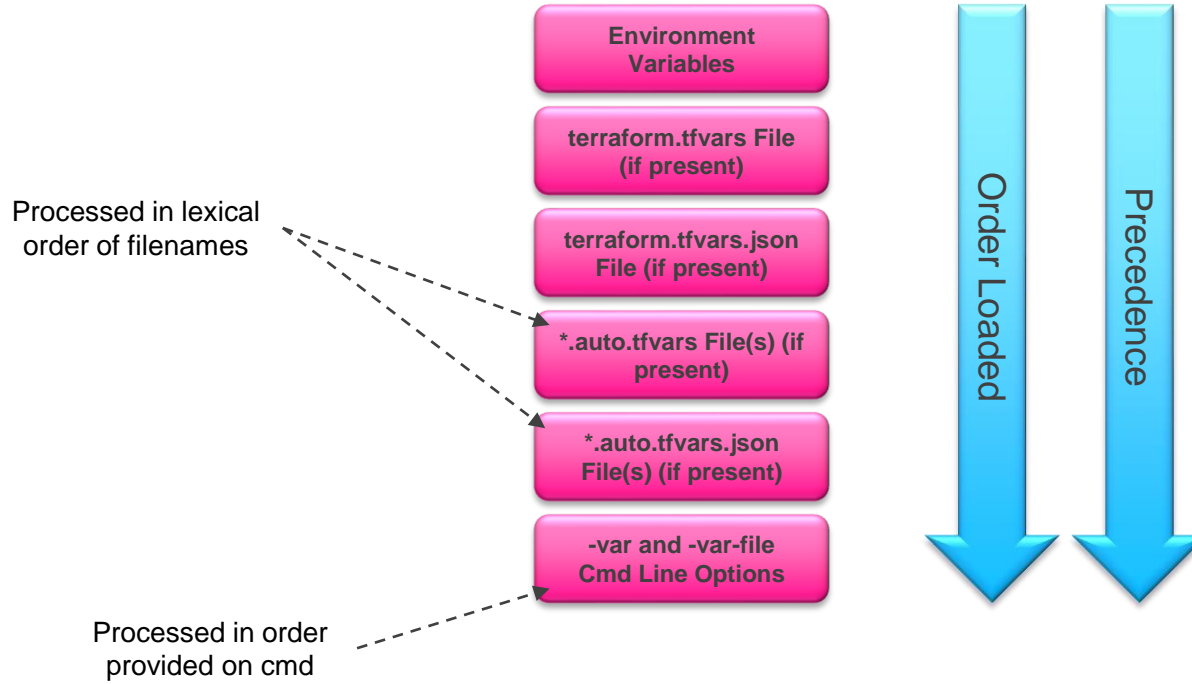 Environment
Variables
terraform.tfvars File
(if present)
Processed in lexical
order of filenames
terraform.tfvars.json
File (if present)
*.auto.tfvars File(s) (if
present)
*.auto.tfvars.json
File(s) (if present)
-var and -var-file
Cmd Line Options
Processed in order
provided on cmd
Order Loaded
Precedence